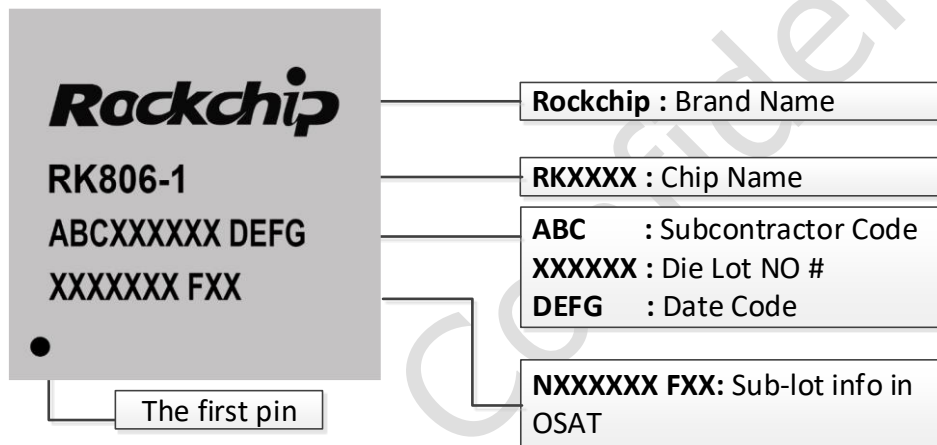 Rockchip
RK806-1
ABCXXXXXX DEFG
XXXXXXX FXX
The first pin
Rockchip : Brand Name
RKXXXX : Chip Name
ABC : Subcontractor Code
XXXXXX : Die Lot NO #
DEFG : Date Code
NXXXXXX FXX: Sub-lot info in
OSAT